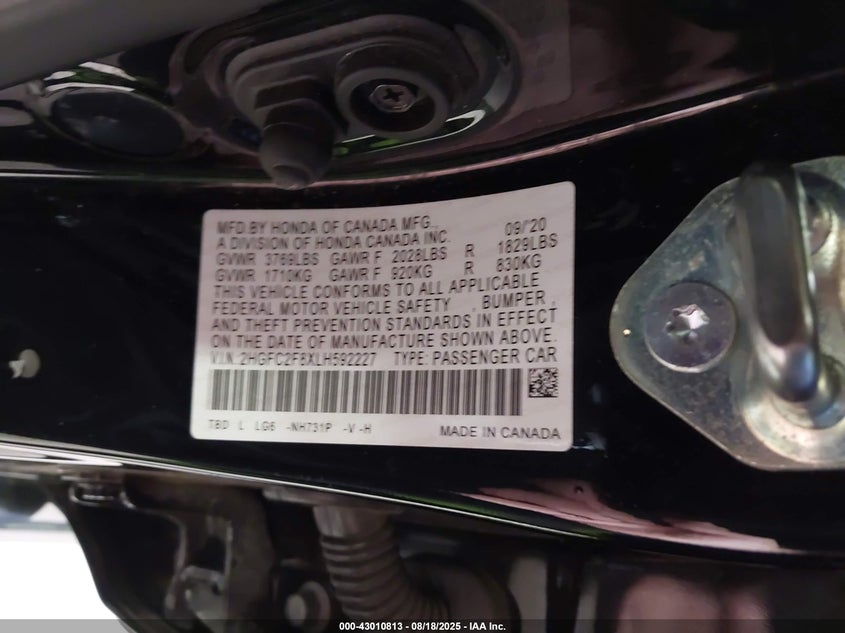 MFD.BY HONDA OF CANADA MFG., 09/'20
A DIVISION OF HONDA CANADA INC.
GVWR 3769LBS GAWR F 2028LBS R 1829LBS
GVWR 1710KG GAWR F 920KG R 830KG
THIS VEHICLE CONFORMS TO ALL APPLICABLE
FEDERAL MOTOR VEHICLE SAFETY , BUMPER ,
AND THEFT PREVENTION STANDARDS IN EFFECT
ON THE DATE OF MANUFACTURE SHOWN ABOVE.
V.I.N.:2HGFC2F8XLH592227 TYPE: PASSENGER CAR
TBD L LG6 -NH731P -V -H MADE IN CANADA
000-43010813 - 08/18/2025 - IAA Inc.